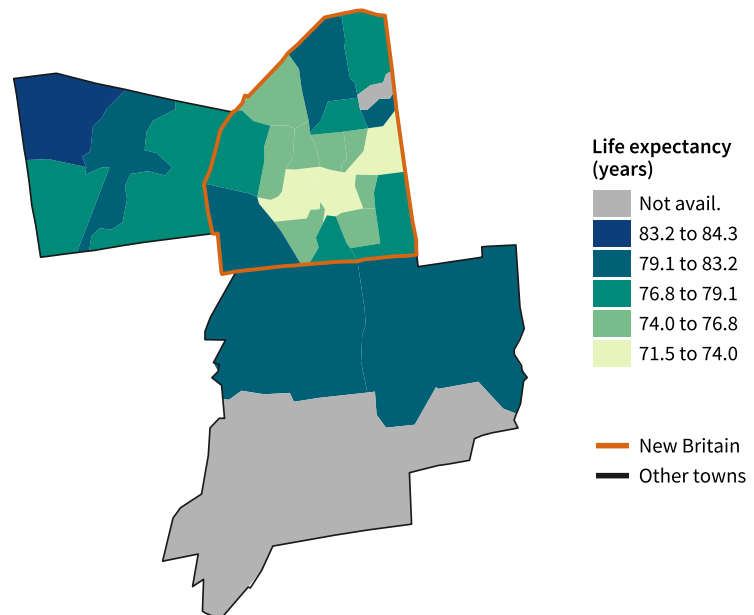 Life expectancy
(years)
Not avail.
83.2 to 84.3
79.1 to 83.2
76.8 to 79.1
74.0 to 76.8
71.5 to 74.0
New Britain
Other towns